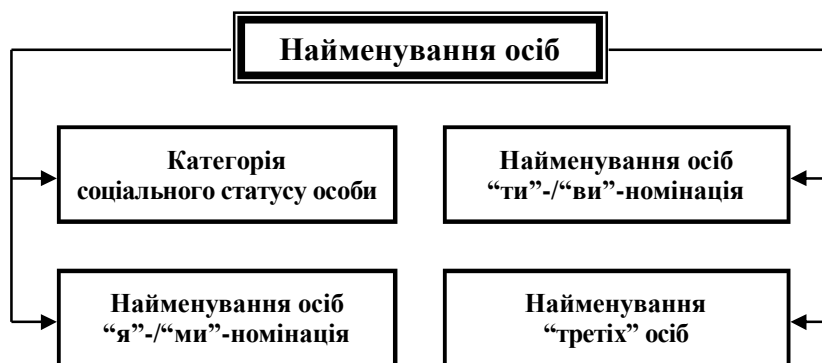 Найменування осіб
Категорія
соціального статусу особи
Найменування осіб
“ти”-/“ви”-номінація
Найменування осіб
“я”-/“ми”-номінація
Найменування
“третіх” осіб